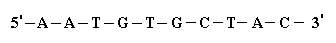 5' – A – A – T – G – T – G – C – T – A – C – 3'